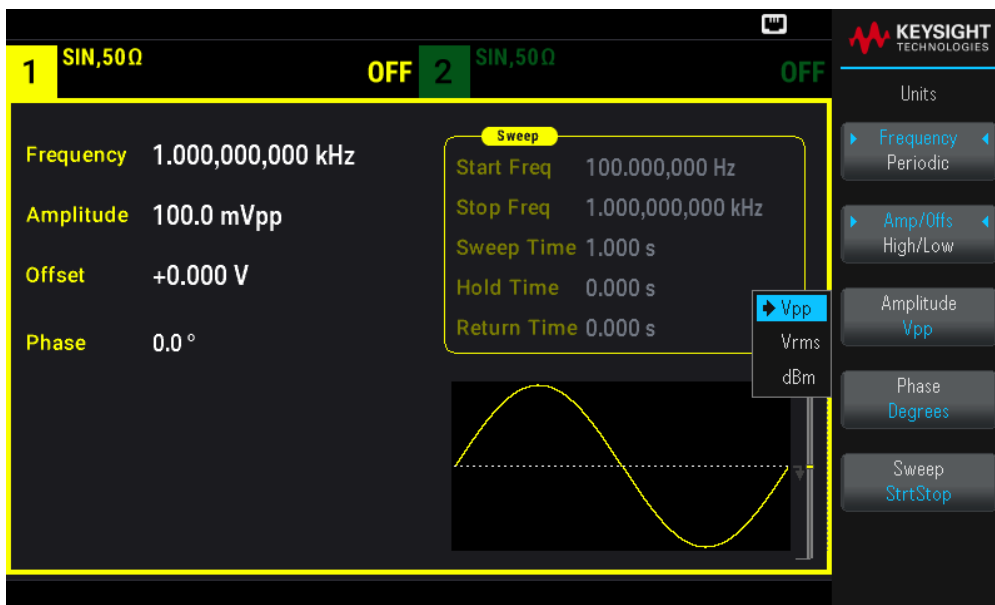 1 SIN,50Ω OFF 2 SIN,50Ω OFF
Frequency 1.000,000,000 kHz
Amplitude 100.0 mVpp
Offset +0.000 V
Phase 0.0 °
Sweep
Start Freq 100.000,000 Hz
Stop Freq 1.000,000,000 kHz
Sweep Time 1.000 s
Hold Time 0.000 s
Return Time 0.000 s
Vpp
Vrms
dBm
KEYSIGHT
TECHNOLOGIES
Units
Frequency
Periodic
Amp/Offs
High/Low
Amplitude
Vpp
Phase
Degrees
Sweep
StrtStop